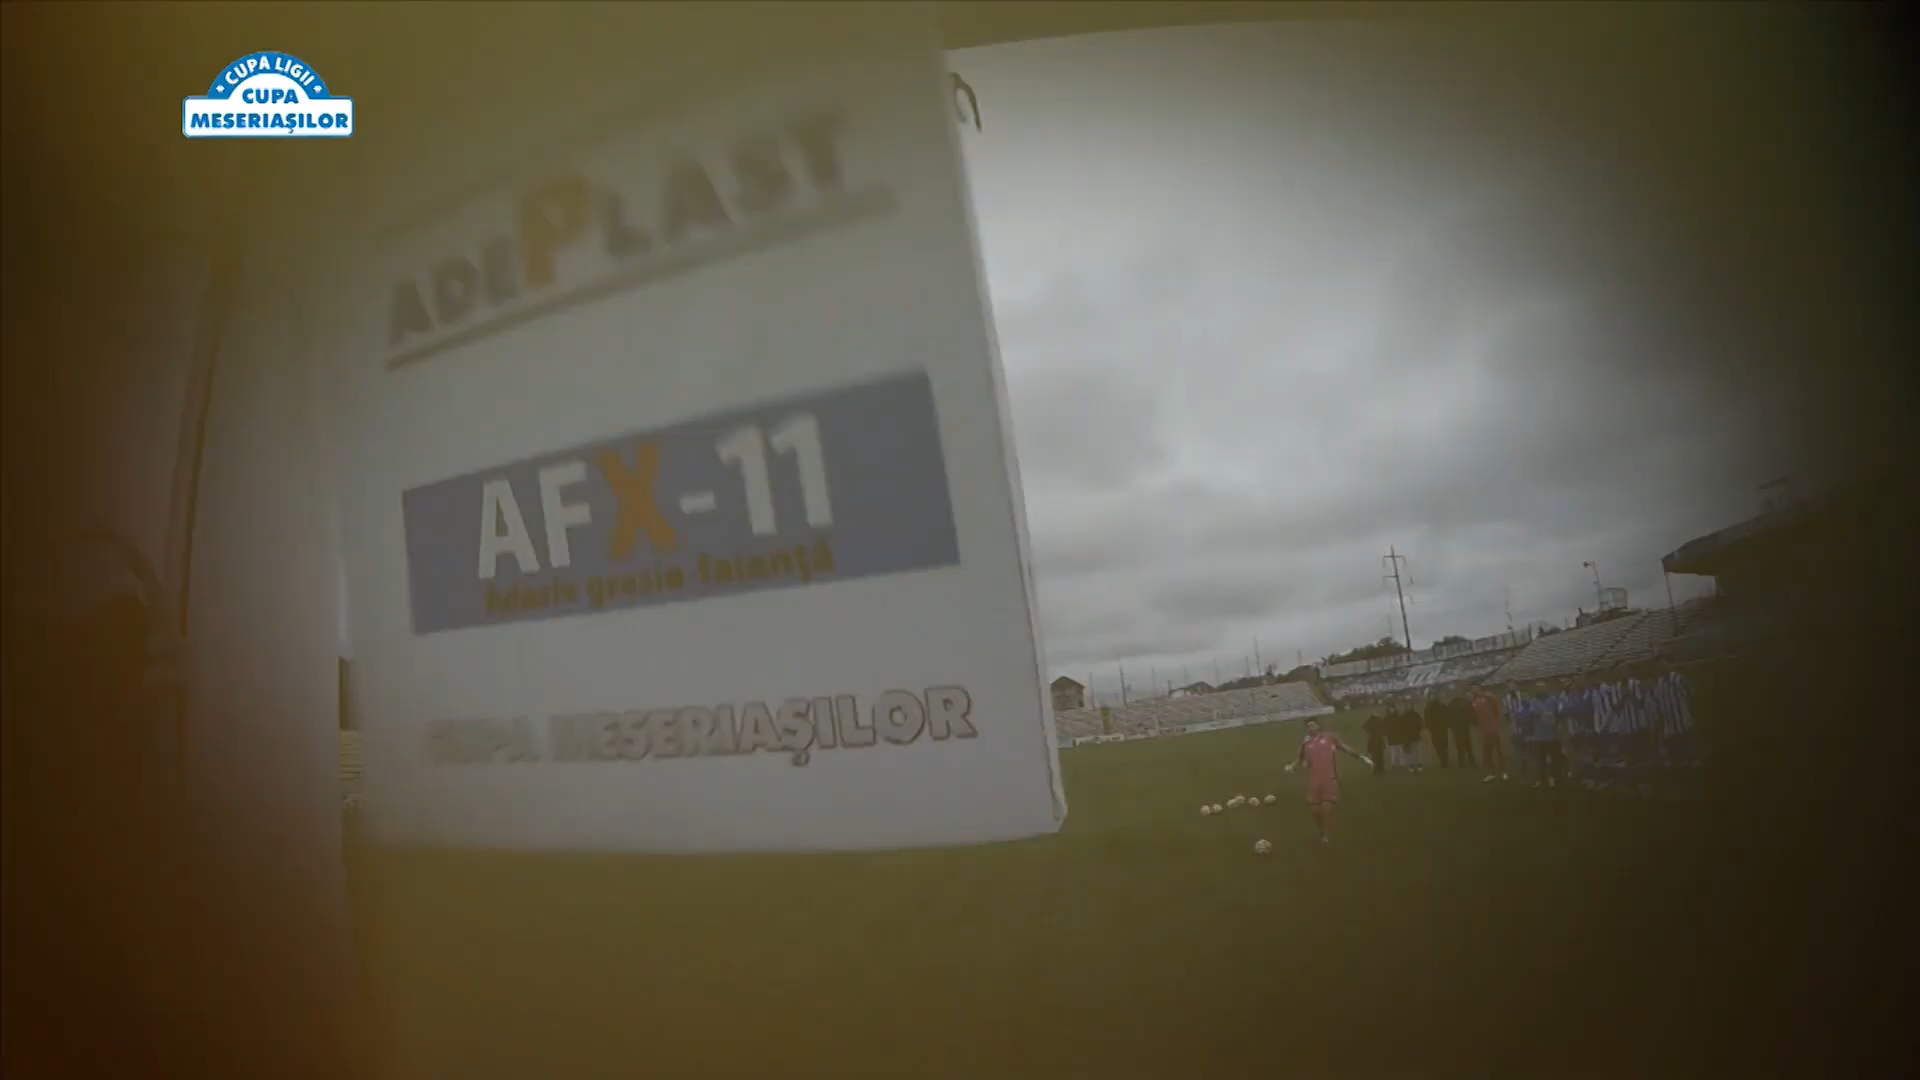 CUPA LIGII
CUPA
MESERIAȘILOR
ADEPLAST
AFX-11
Adeziv gresie-faianță
CUPA MESERIAȘILOR